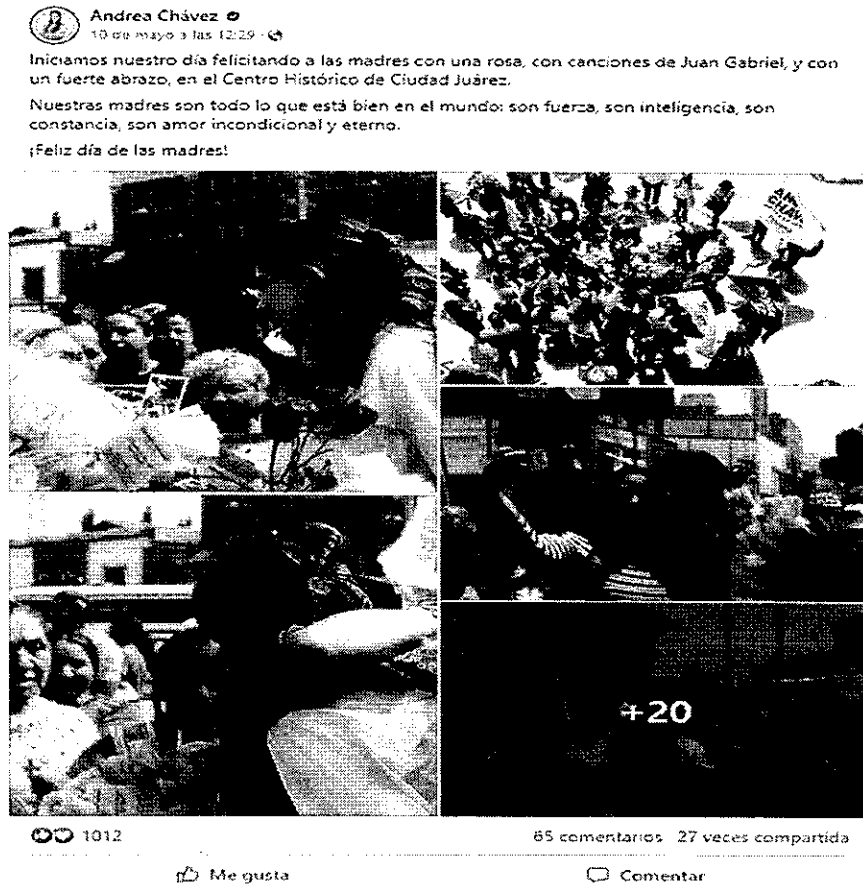 Andrea Chávez
10 de mayo a las 12:29
Iniciamos nuestro día felicitando a las madres con una rosa, con canciones de Juan Gabriel, y con
un fuerte abrazo, en el Centro Histórico de Ciudad Juárez.
Nuestras madres son todo lo que está bien en el mundo: son fuerza, son inteligencia, son
constancia, son amor incondicional y eterno.
¡Feliz día de las madres!
+20
1012
65 comentarios 27 veces compartida
Me gusta
Comentar